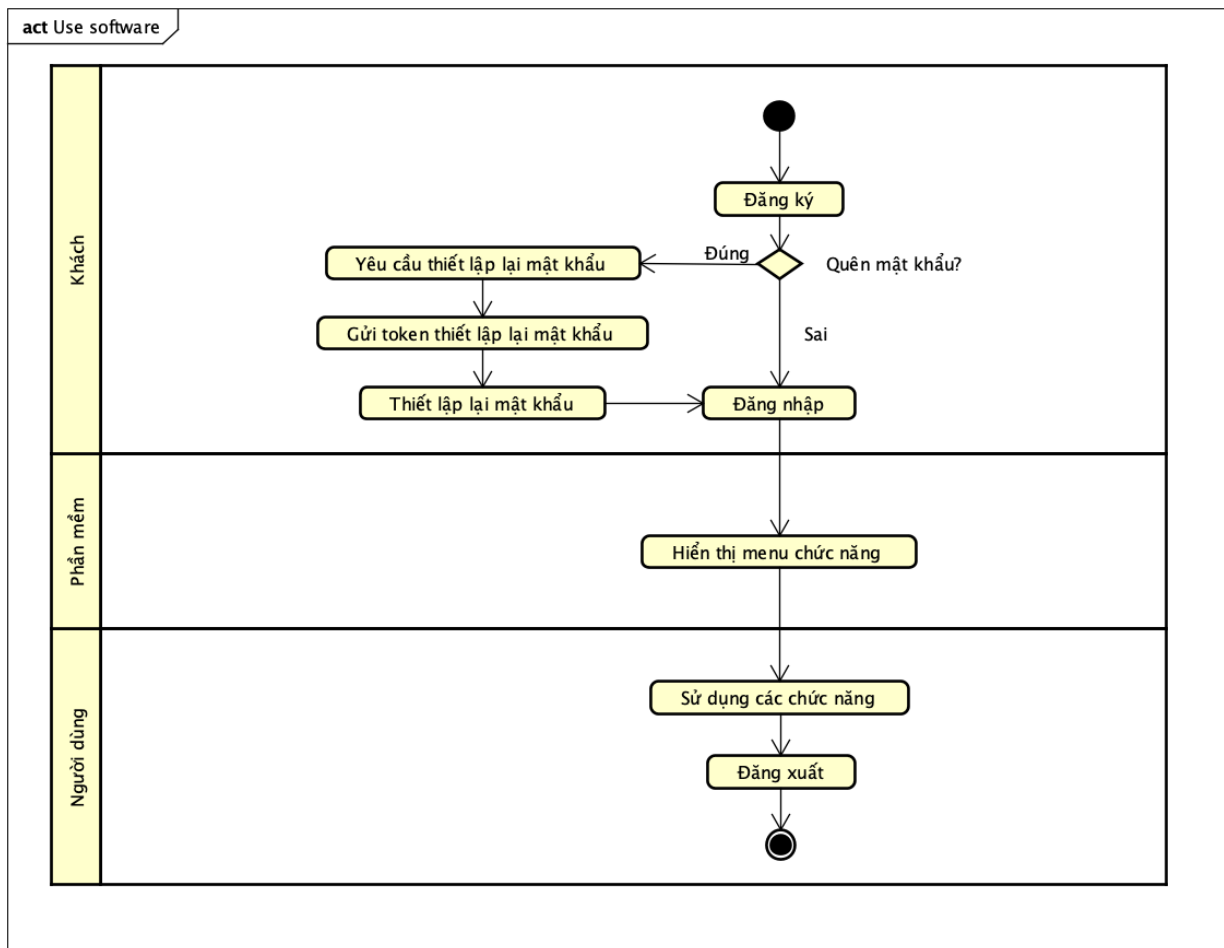 act Use software
Khách
Đăng ký
Đúng
Quên mật khẩu?
Yêu cầu thiết lập lại mật khẩu
Gửi token thiết lập lại mật khẩu
Sai
Thiết lập lại mật khẩu
Đăng nhập
Phần mềm
Hiển thị menu chức năng
Người dùng
Sử dụng các chức năng
Đăng xuất